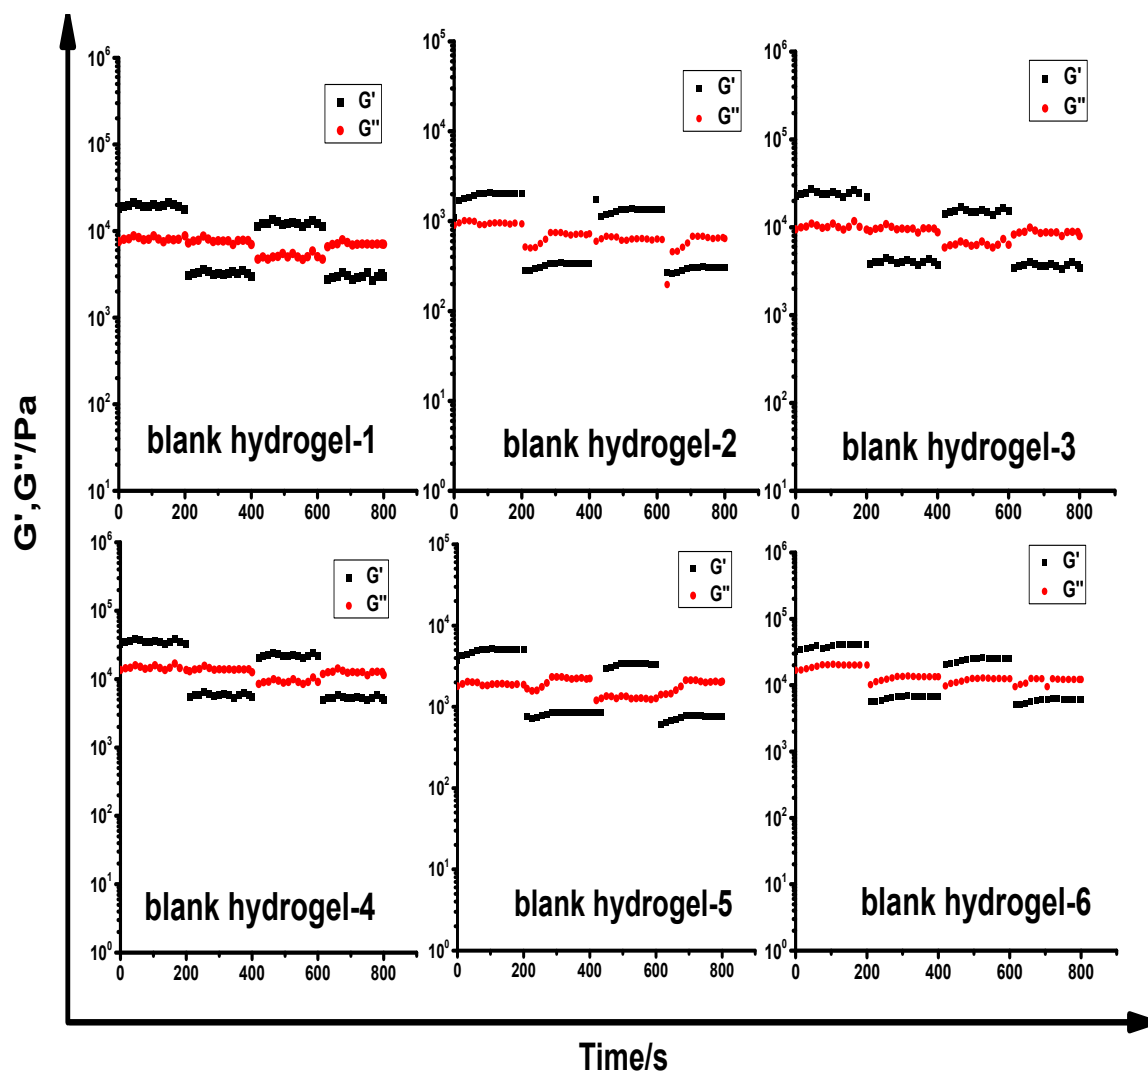 G',G''/Pa
10^6
10^5
10^4
10^3
10^2
10^1
0 200 400 600 800
G'
G''
blank hydrogel-1
10^5
10^4
10^3
10^2
10^1
10^0
0 200 400 600 800
G'
G''
blank hydrogel-2
10^6
10^5
10^4
10^3
10^2
10^1
0 200 400 600 800
G'
G''
blank hydrogel-3
10^6
10^5
10^4
10^3
10^2
10^1
10^0
0 200 400 600 800
G'
G''
blank hydrogel-4
10^5
10^4
10^3
10^2
10^1
10^0
0 200 400 600 800
G'
G''
blank hydrogel-5
10^6
10^5
10^4
10^3
10^2
10^1
10^0
0 200 400 600 800
G'
G''
blank hydrogel-6
Time/s